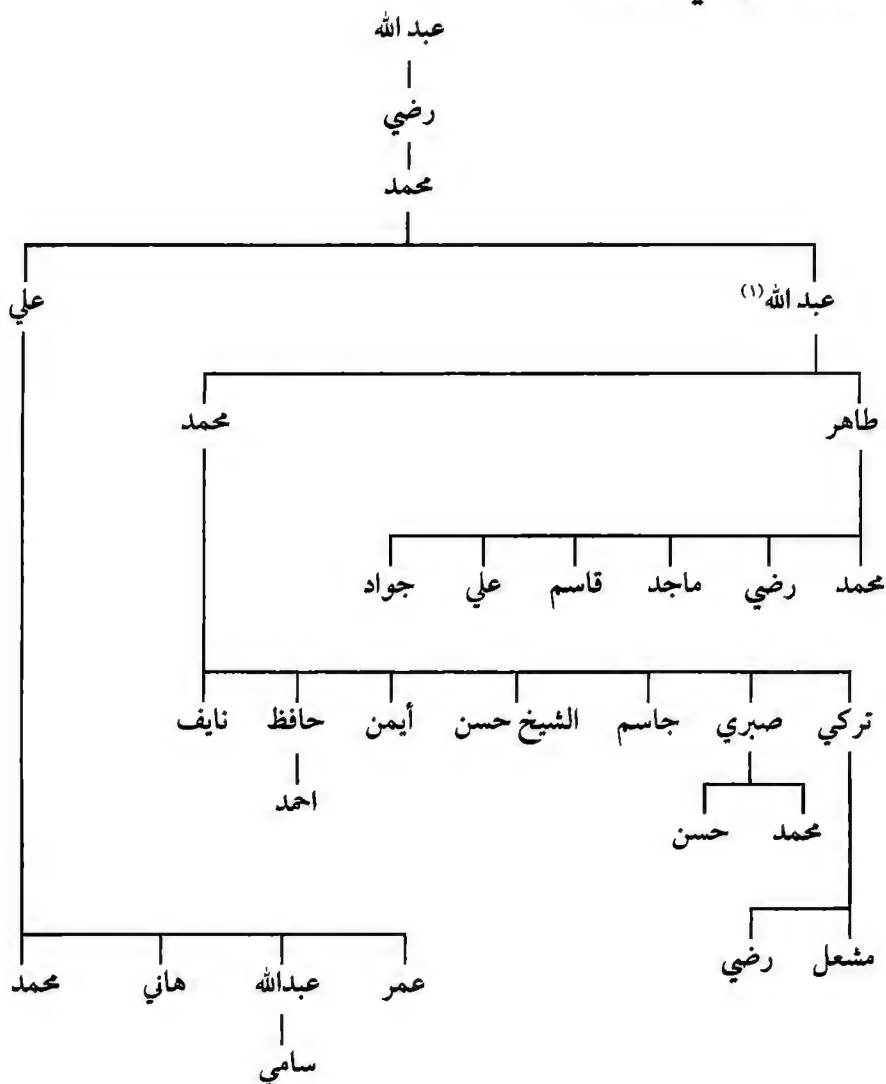 عبد الله
رضي
محمد
عبد الله (١) علي
طاهر محمد
محمد رضي ماجد قاسم علي جواد
تركي صبري جاسم الشيخ حسن أيمن حافظ نايف
محمد حسن احمد
مشعل رضي
عمر عبدالله هاني محمد
سامي